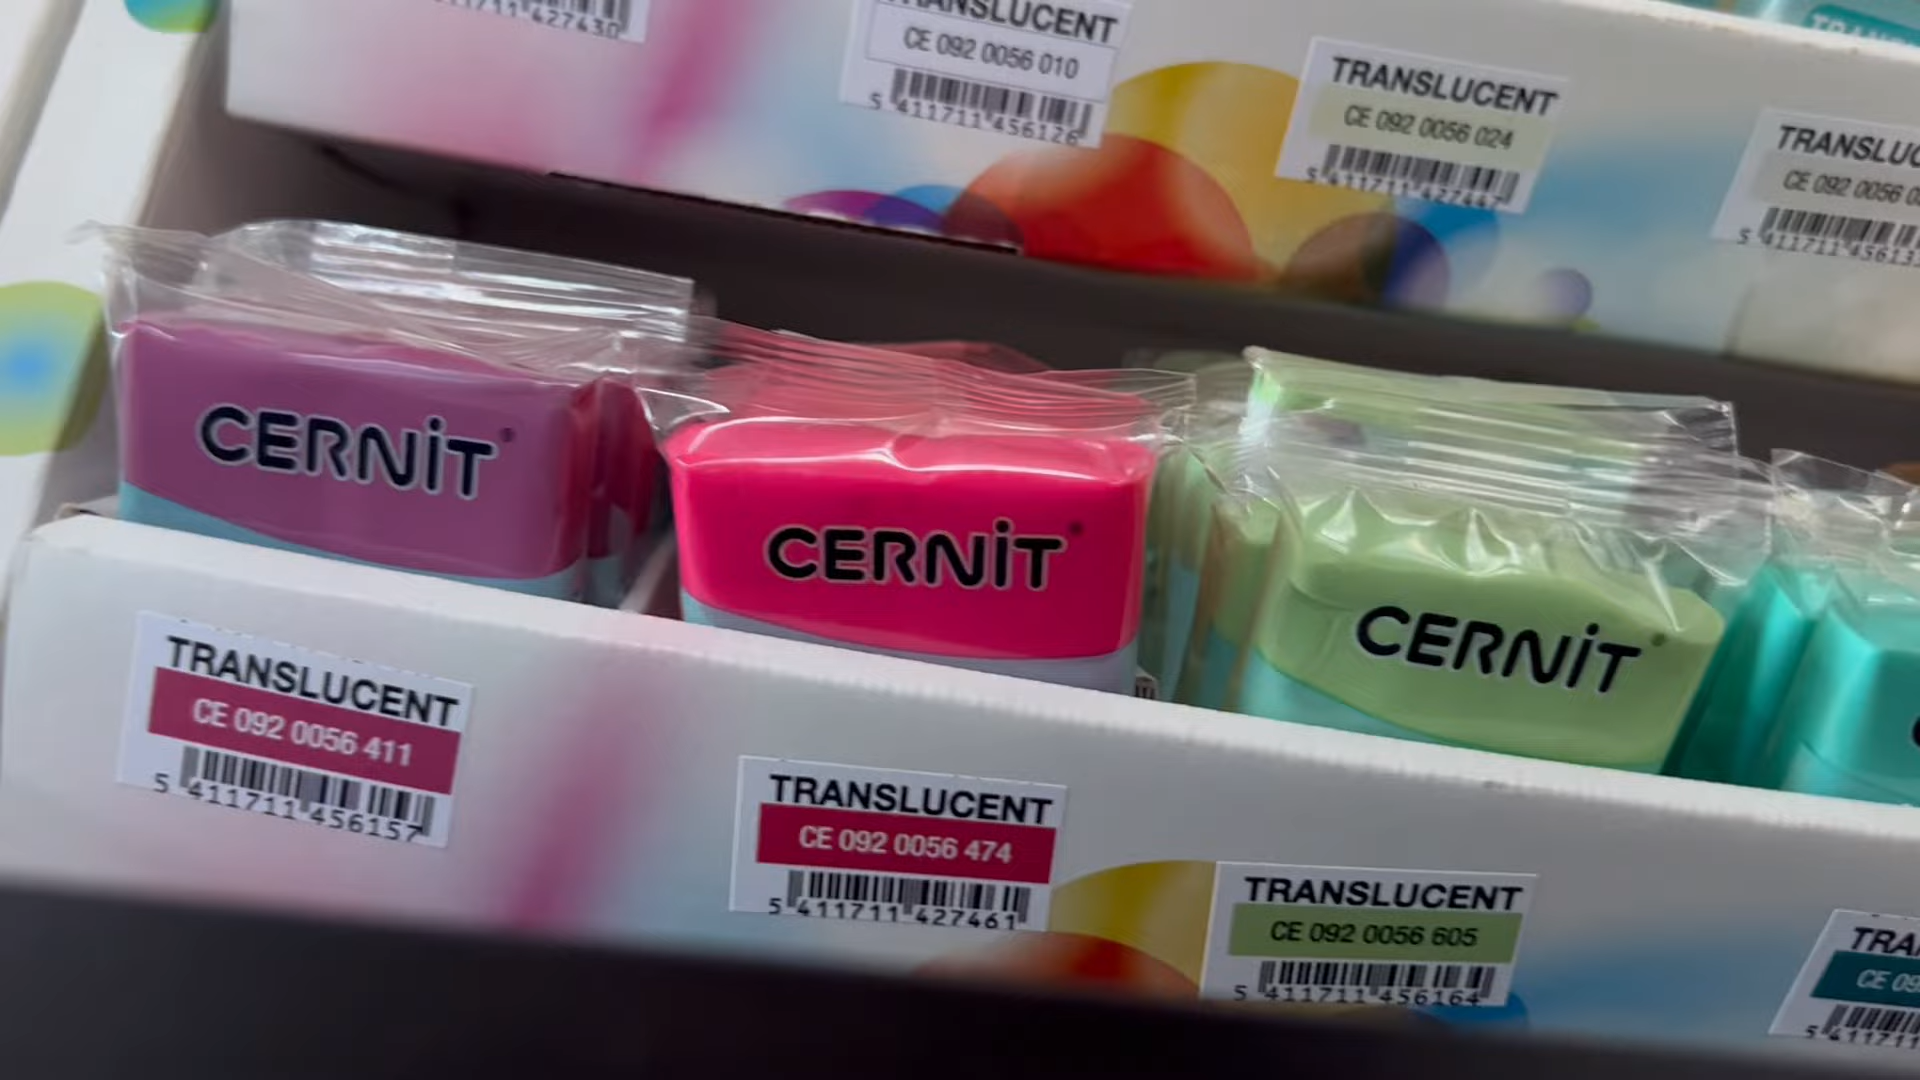 5 411711 427430
TRANSLUCENT
CE 092 0056 010
5 411711 456126
TRANSLUCENT
CE 092 0056 024
5 411711 427447
CE 092 0056
CERNiT
CERNiT
CERNiT
TRANSLUCENT
CE 092 0056 411
5 411711 456157
TRANSLUCENT
CE 092 0056 474
5 411711 427461
TRANSLUCENT
CE 092 0056 605
5 411711 456164